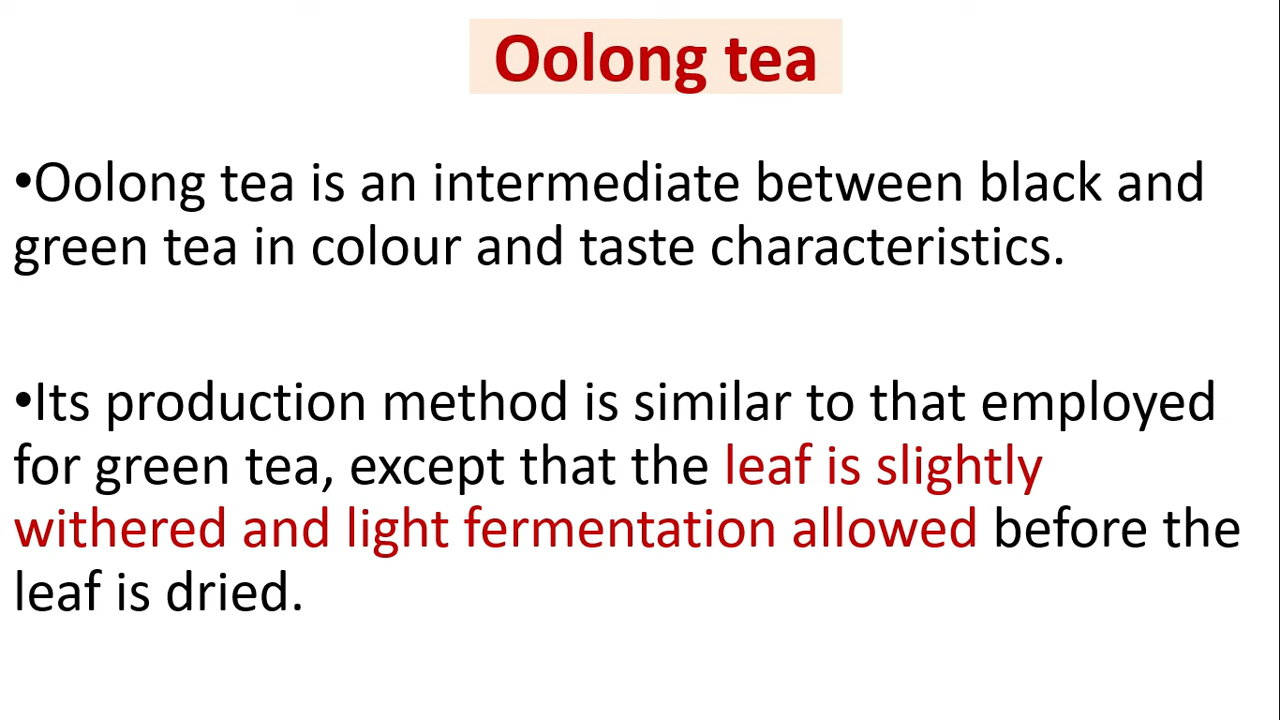 Oolong tea
•Oolong tea is an intermediate between black and
green tea in colour and taste characteristics.
•Its production method is similar to that employed
for green tea, except that the leaf is slightly
withered and light fermentation allowed before the
leaf is dried.